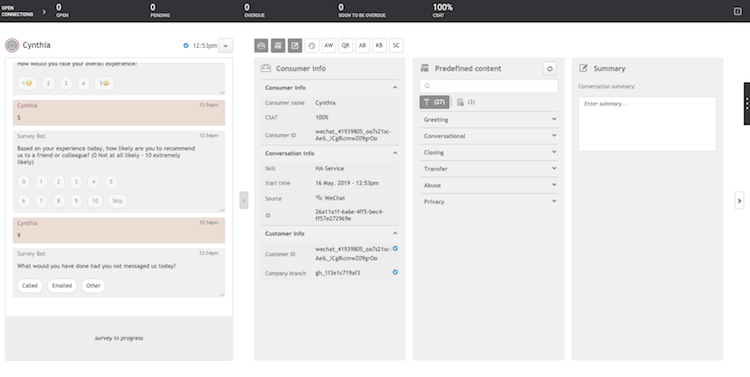 OPEN CONNECTIONS
0 OPEN
0 PENDING
0 OVERDUE
0 SOON TO BE OVERDUE
100% CSAT
Cynthia
12:53pm
How would you rate your overall experience?
1 2 3 4 5
Cynthia 12:54pm
5
Survey Bot 12:54pm
Based on your experience today, how likely are you to recommend
us to a friend or colleague? (0 Not at all likely - 10 extremely
likely)
0 1 2 3 4 5
6 7 8 9 10 Skip
Cynthia 12:54pm
9
Survey Bot 12:54pm
What would you have done had you not messaged us today?
Called Emailed Other
survey in progress
AW QR AB KB SC
Consumer info
Consumer info
Consumer name Cynthia
CSAT 100%
Consumer ID
Conversation info
Skill HA-Service
Start time 16 May. 2019 - 12:53pm
Source WeChat
ID 26a11a1f-6a6e-4ff5-bec4-
ff57e272969e
Customer info
Customer ID
Company branch gh_1f3e1c719af3
Predefined content
(27) (3)
Greeting
Conversational
Closing
Transfer
Abuse
Privacy
Summary
Conversation summary:
Enter summary...